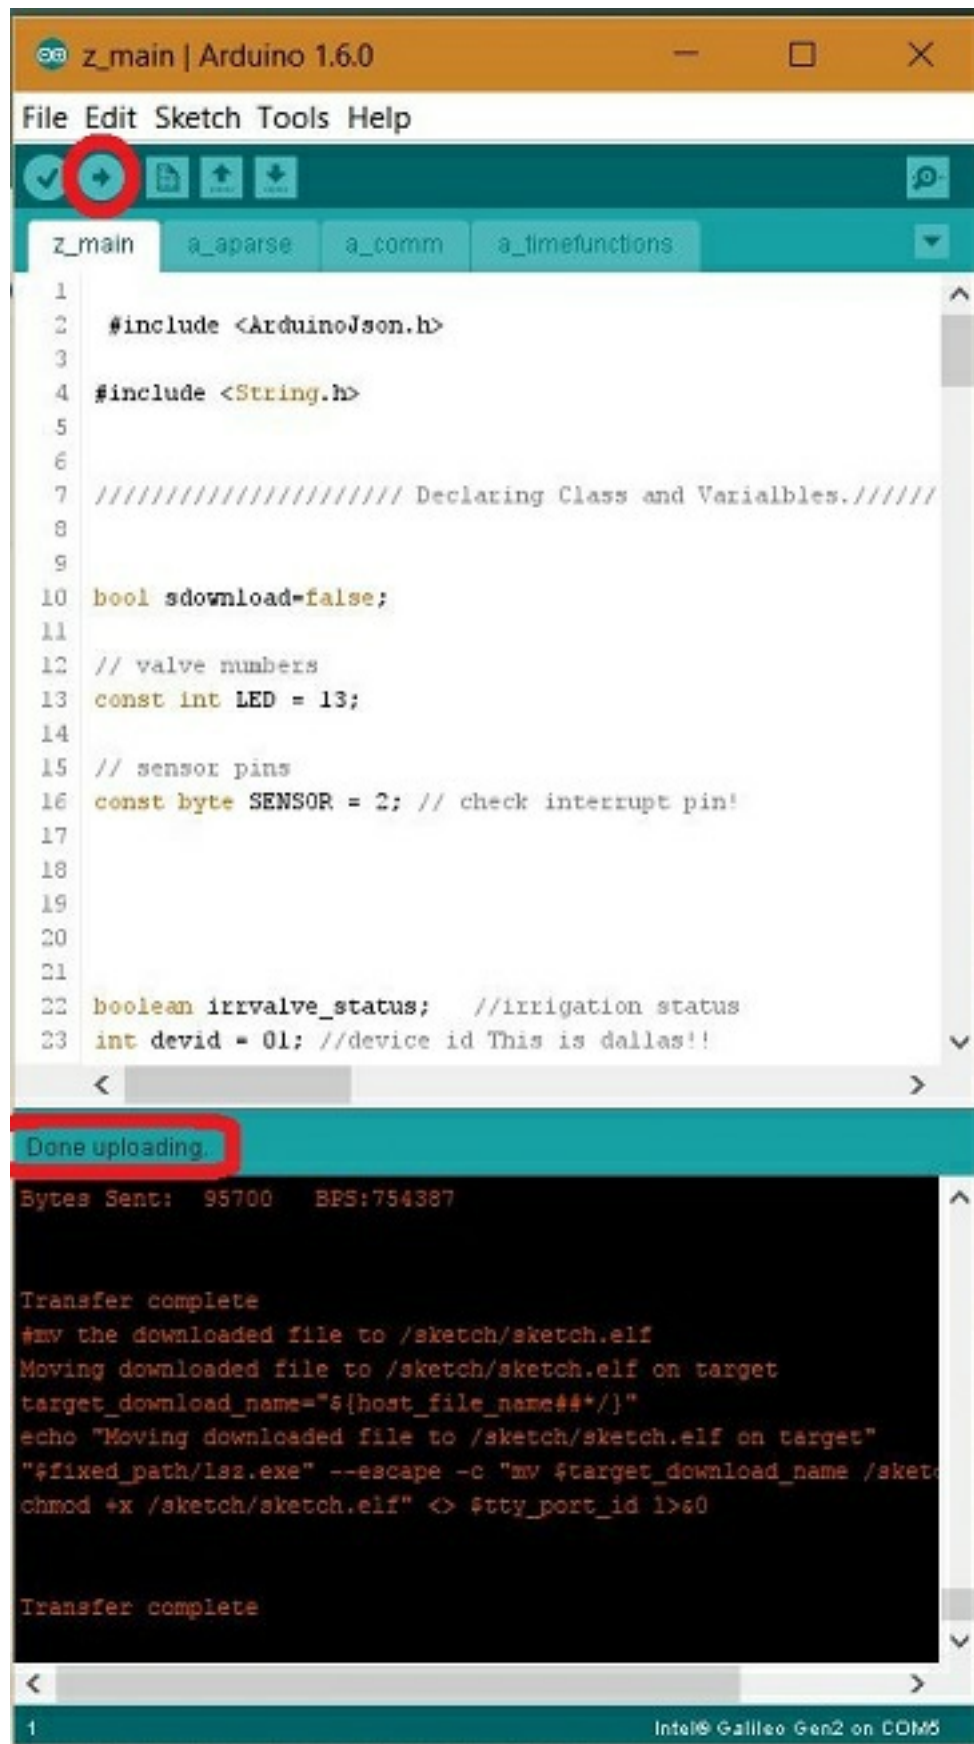 z_main | Arduino 1.6.0
File Edit Sketch Tools Help
z_main a_aparse a_comm a_timefunctions
1
2 #include <ArduinoJson.h>
3
4 #include <String.h>
5
6
7 ////////////////////// Declaring Class and Varialbles.//////
8
9
10 bool sdownload=false;
11
12 // valve numbers
13 const int LED = 13;
14
15 // sensor pins
16 const byte SENSOR = 2; // check interrupt pin!
17
18
19
20
21
22 boolean irrvalve_status; //irrigation status
23 int devid = 01; //device id This is dallas!!
Done uploading.
Bytes Sent: 95700 BPS:754387
Transfer complete
#mv the downloaded file to /sketch/sketch.elf
Moving downloaded file to /sketch/sketch.elf on target
target_download_name="${host_file_name##*/}"
echo "Moving downloaded file to /sketch/sketch.elf on target"
"$fixed_path/lsz.exe" --escape -c "mv $target_download_name /sketc
chmod +x /sketch/sketch.elf" <> $tty_port_id 1>&0
Transfer complete
1 Intel® Galileo Gen2 on COM5